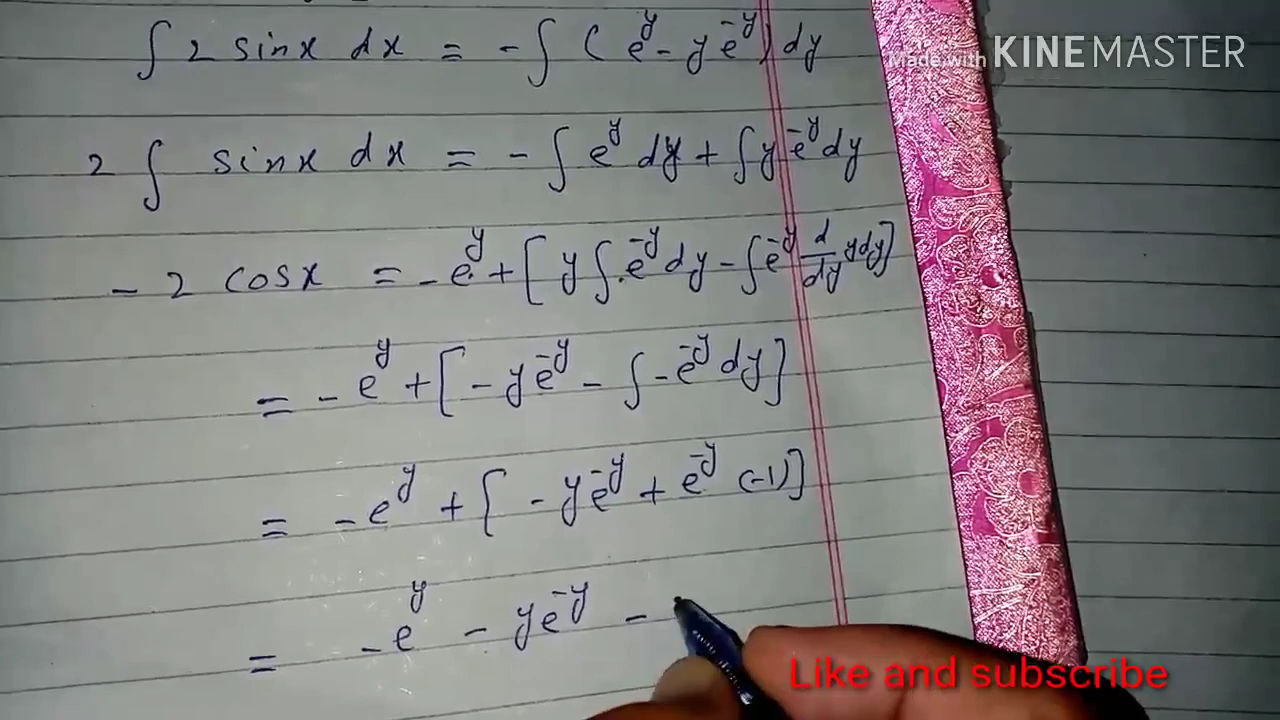 ∫ 2 sinx dx = - ∫ (e^y - ye^-y) dy
Made with KINEMASTER
2 ∫ sinx dx = - ∫ e^y dy + ∫ y e^-y dy
- 2 cosx = - e^y + [y ∫ e^-y dy - ∫ e^-y d/dy y dy]
= - e^y + [- ye^-y - ∫ -e^-y dy]
= - e^y + [- ye^-y + e^-y (-1)]
= - e^y - ye^-y -
Like and subscribe